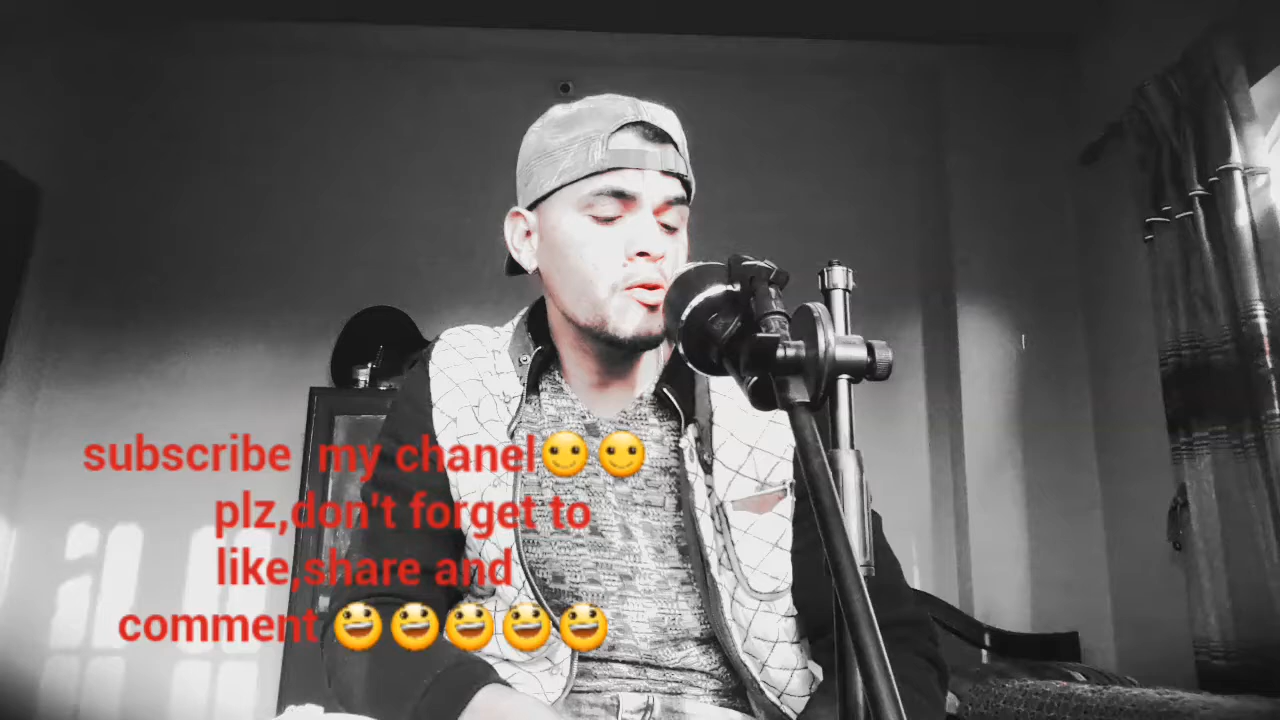 subscribe  my chanel🙂🙂
plz,don't forget to
like,share and
comment 😆😆😆😆😆